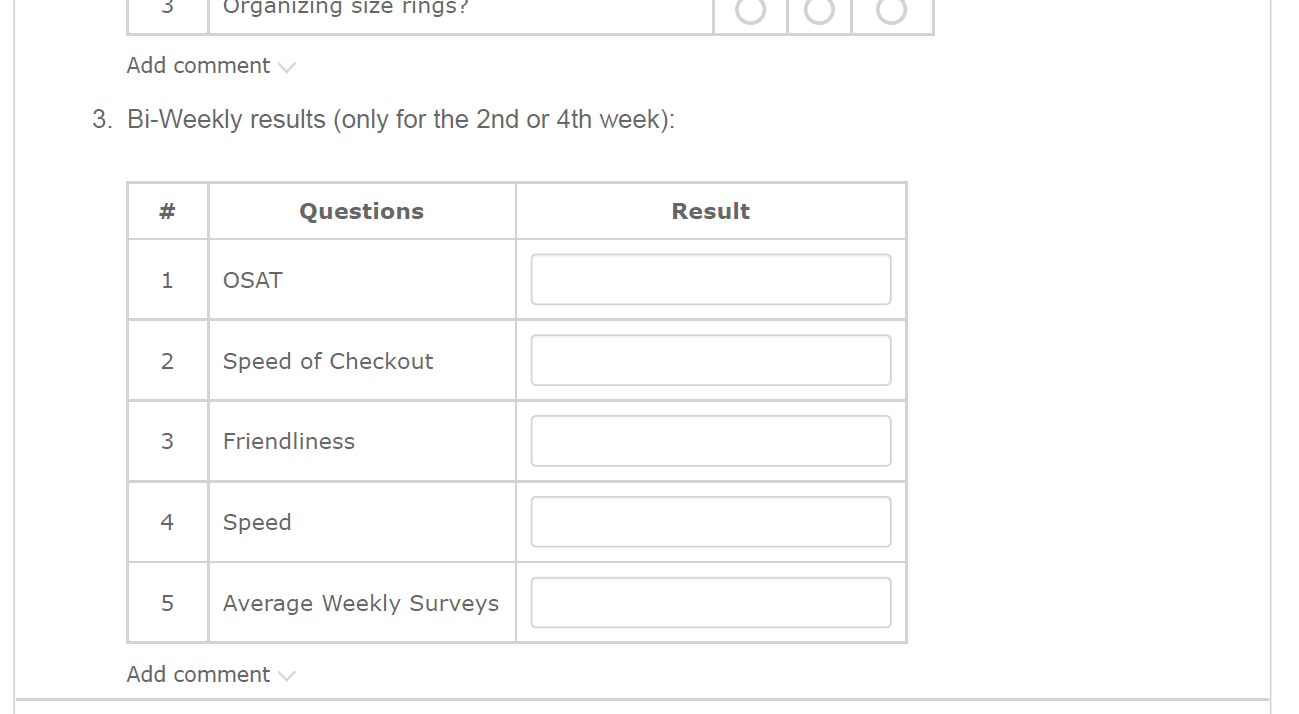 3 Organizing size rings?
Add comment
3. Bi-Weekly results (only for the 2nd or 4th week):
# Questions Result
1 OSAT
2 Speed of Checkout
3 Friendliness
4 Speed
5 Average Weekly Surveys
Add comment